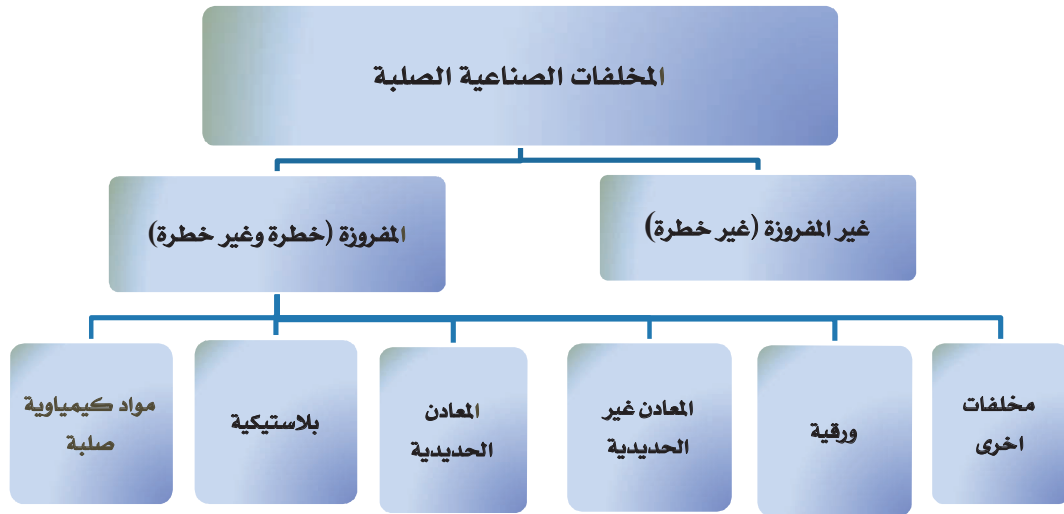 المخلفات الصناعية الصلبة
غير المفروزة (غير خطرة)
المفروزة (خطرة وغير خطرة)
مخلفات
اخرى
ورقية
المعادن غير
الحديدية
المعادن
الحديدية
بلاستيكية
مواد كيمياوية
صلبة